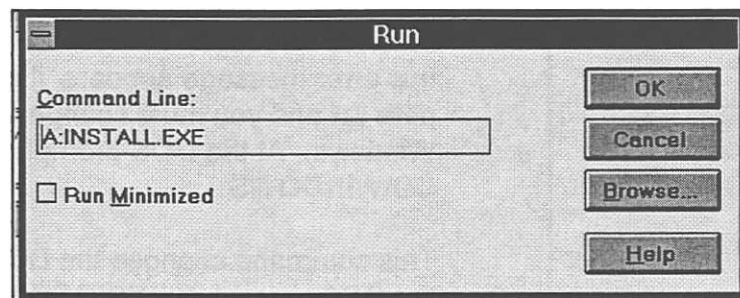 Run
Command Line:
A:INSTALL.EXE
Run Minimized
OK
Cancel
Browse...
Help